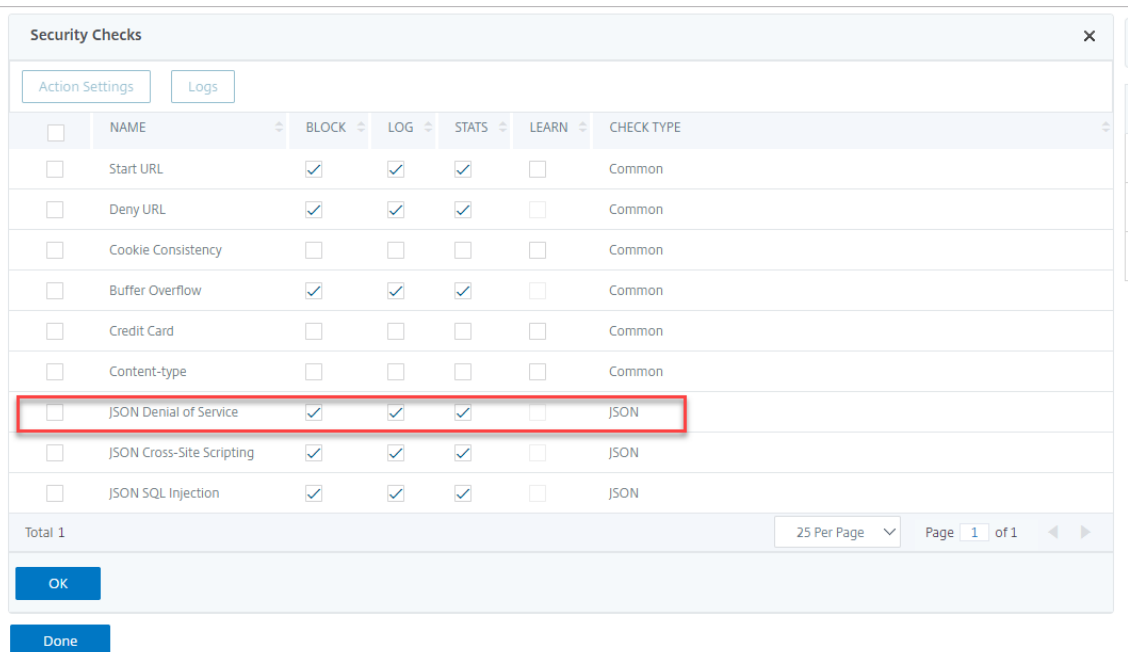 Security Checks
Action Settings Logs
NAME BLOCK LOG STATS LEARN CHECK TYPE
Start URL Common
Deny URL Common
Cookie Consistency Common
Buffer Overflow Common
Credit Card Common
Content-type Common
JSON Denial of Service JSON
JSON Cross-Site Scripting JSON
JSON SQL Injection JSON
Total 1 25 Per Page Page 1 of 1
OK
Done